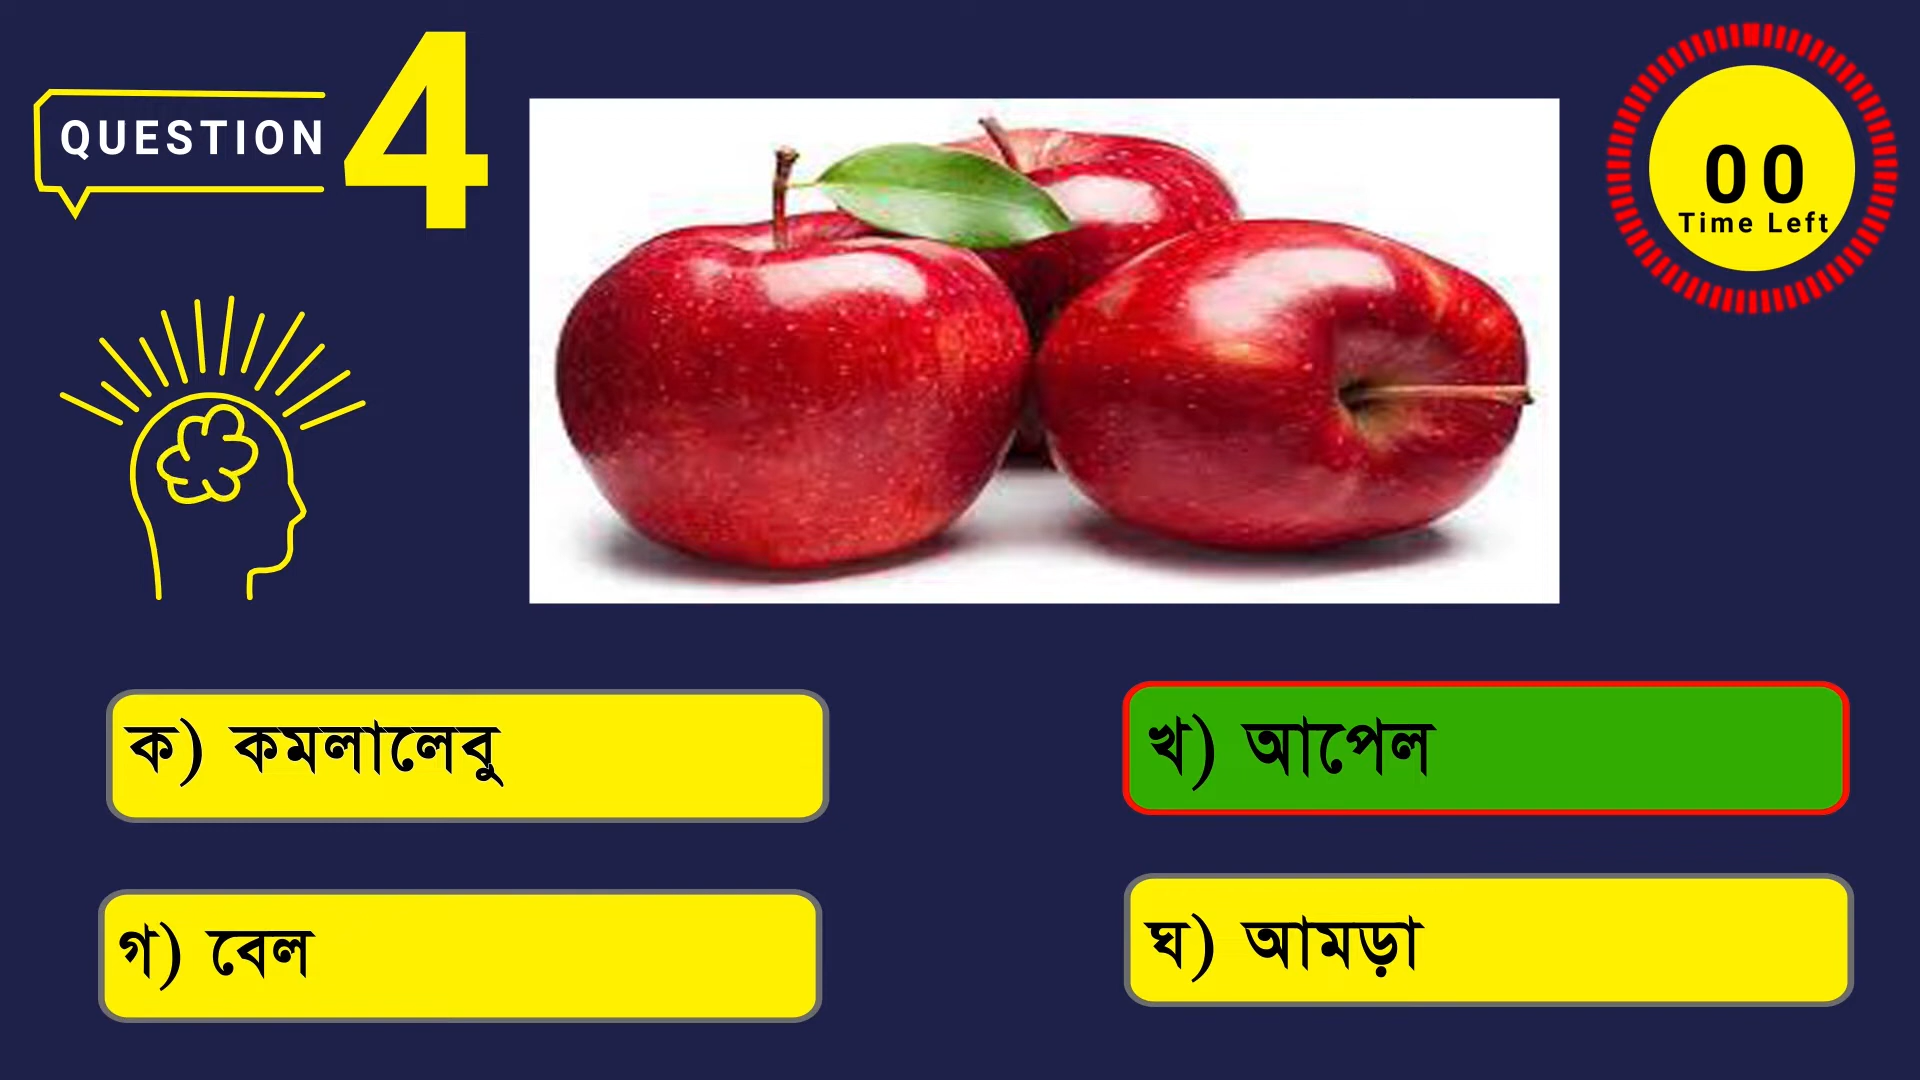 QUESTION 4
00
Time Left
ক) কমলালেবু
খ) আপেল
গ) বেল
ঘ) আমড়া